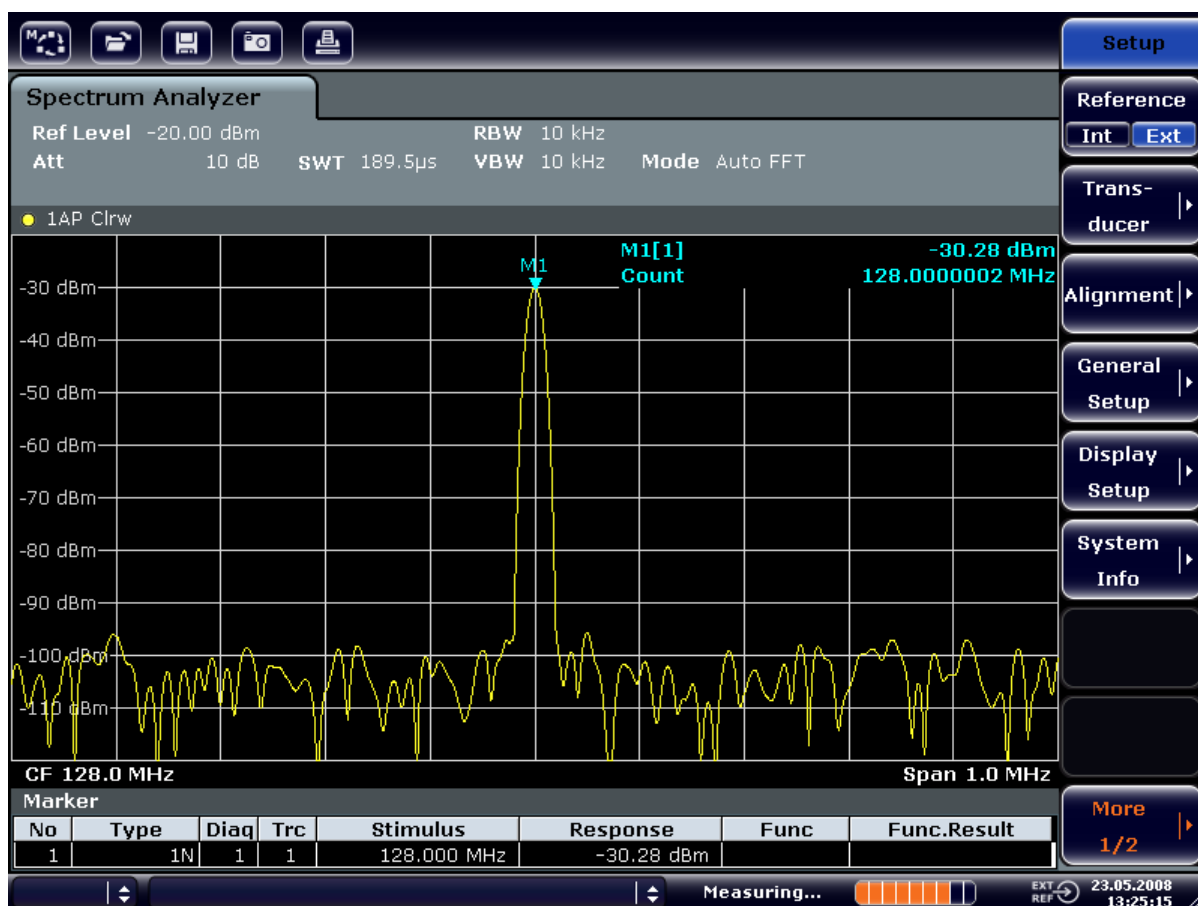 Setup
Spectrum Analyzer
Ref Level -20.00 dBm RBW 10 kHz
Att 10 dB SWT 189.5µs VBW 10 kHz Mode Auto FFT
1AP Clrw
M1[1] -30.28 dBm
Count 128.0000002 MHz
M1
-30 dBm
-40 dBm
-50 dBm
-60 dBm
-70 dBm
-80 dBm
-90 dBm
-100 dBm
-110 dBm
CF 128.0 MHz Span 1.0 MHz
Marker
No Type Diaq Trc Stimulus Response Func Func.Result
1 1N 1 1 128.000 MHz -30.28 dBm
Measuring...
EXT REF
23.05.2008
13:25:15
Reference
Int Ext
Trans-
ducer
Alignment
General
Setup
Display
Setup
System
Info
More
1/2
M